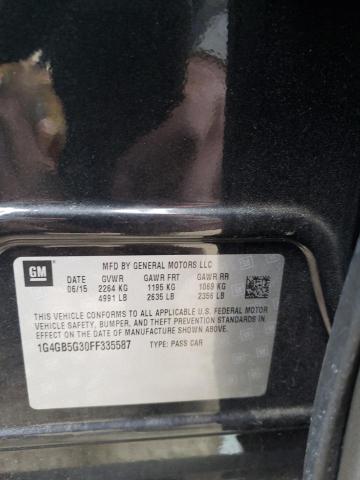 GM
MFD BY GENERAL MOTORS LLC
DATE GVWR GAWR FRT GAWR RR
06/15 2264 KG 1195 KG 1069 KG
4991 LB 2635 LB 2356 LB
THIS VEHICLE CONFORMS TO ALL APPLICABLE U.S. FEDERAL MOTOR
VEHICLE SAFETY, BUMPER, AND THEFT PREVENTION STANDARDS IN
EFFECT ON THE DATE OF MANUFACTURE SHOWN ABOVE.
1G4GB5G30FF335587 TYPE: PASS CAR